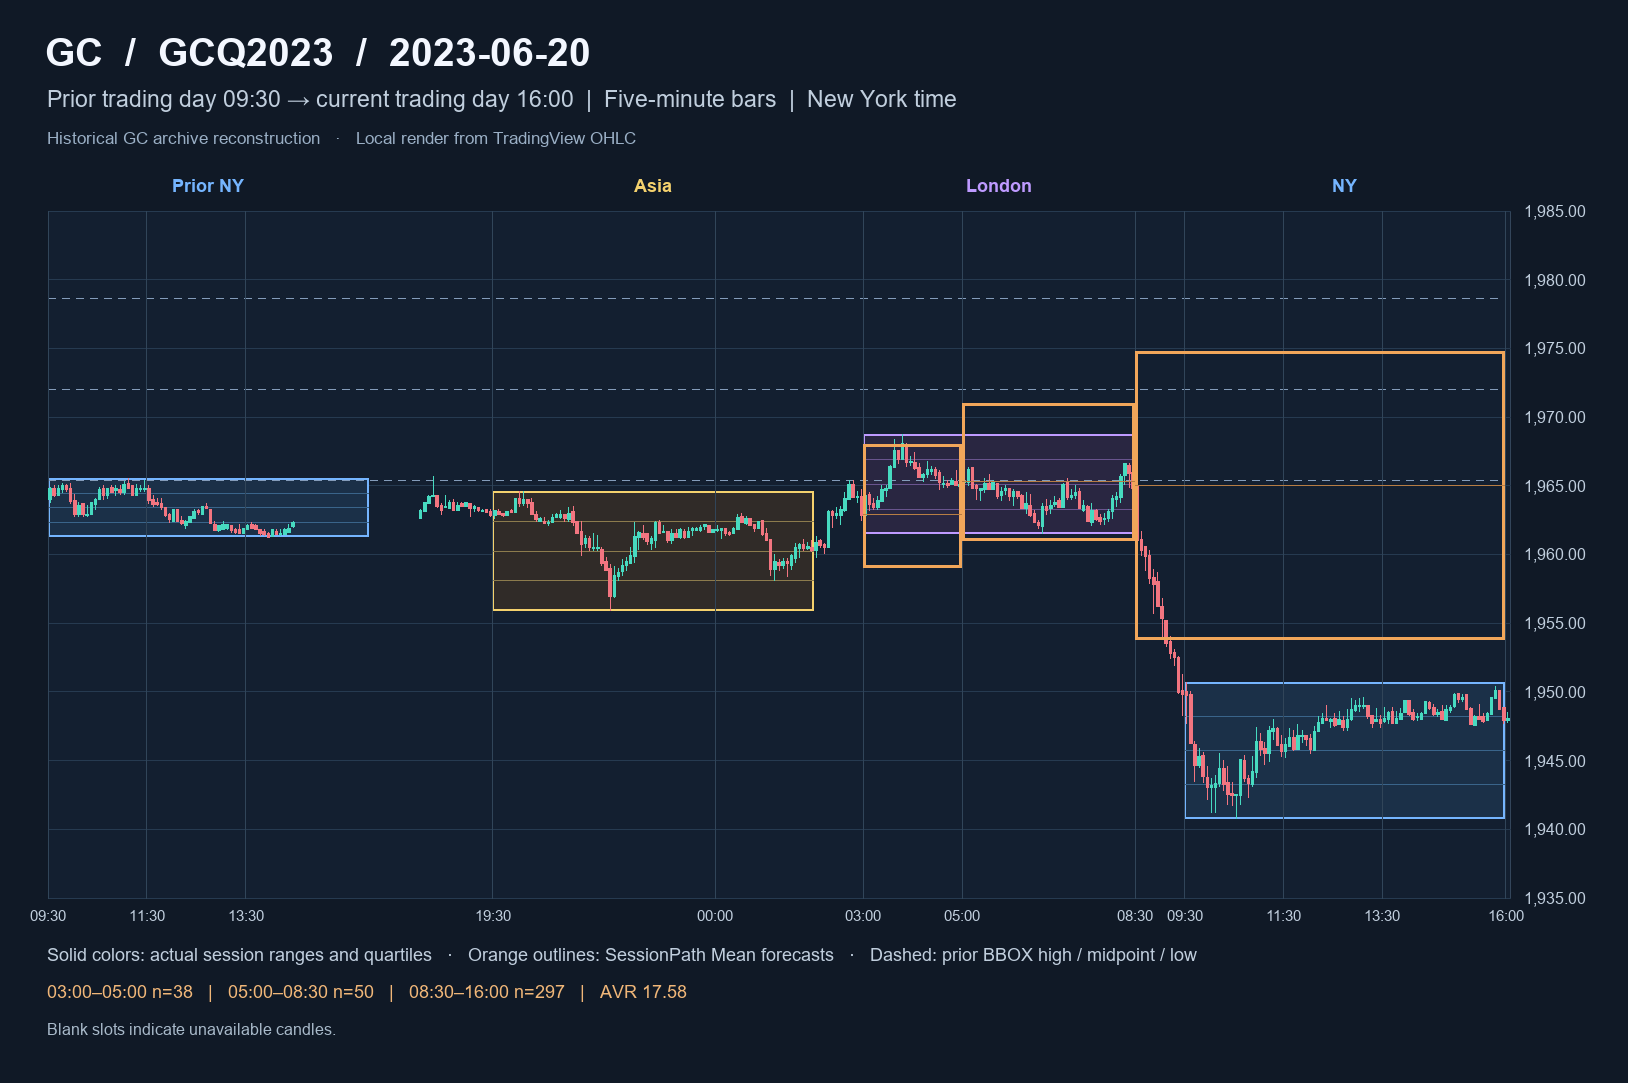 GC / GCQ2023 / 2023-06-20
Prior trading day 09:30 → current trading day 16:00 | Five-minute bars | New York time
Historical GC archive reconstruction · Local render from TradingView OHLC
Prior NY Asia London NY
1,985.00
1,980.00
1,975.00
1,970.00
1,965.00
1,960.00
1,955.00
1,950.00
1,945.00
1,940.00
1,935.00
09:30 11:30 13:30 19:30 00:00 03:00 05:00 08:30 09:30 11:30 13:30 16:00
Solid colors: actual session ranges and quartiles · Orange outlines: SessionPath Mean forecasts · Dashed: prior BBOX high / midpoint / low
03:00–05:00 n=38 | 05:00–08:30 n=50 | 08:30–16:00 n=297 | AVR 17.58
Blank slots indicate unavailable candles.